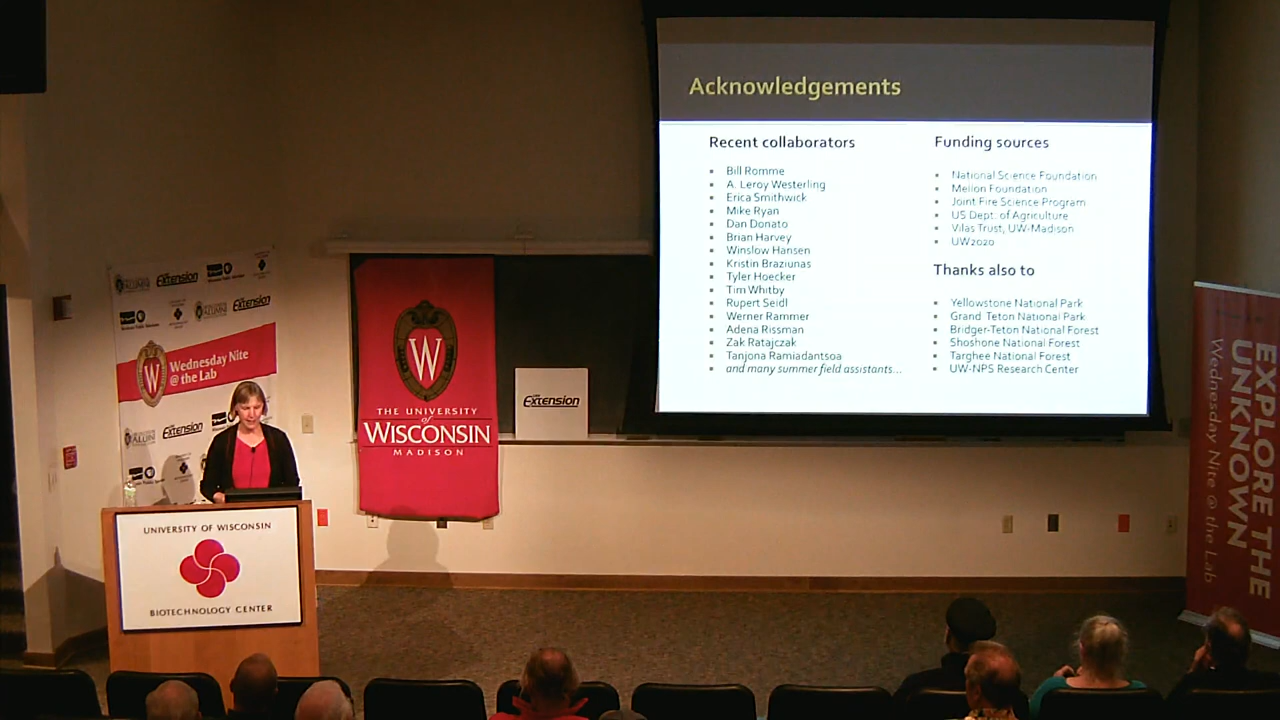 Acknowledgements
Recent collaborators
Bill Romme
A. Leroy Westerling
Erica Smithwick
Mike Ryan
Dan Donato
Brian Harvey
Winslow Hansen
Kristin Braziunas
Tyler Hoecker
Tim Whitby
Rupert Seidl
Werner Rammer
Adena Rissman
Zak Ratajczak
Tanjona Ramiadantsoa
and many summer field assistants...
Funding sources
National Science Foundation
Mellon Foundation
Joint Fire Science Program
US Dept. of Agriculture
Vilas Trust, UW-Madison
UW2020
Thanks also to
Yellowstone National Park
Grand Teton National Park
Bridger-Teton National Forest
Shoshone National Forest
Targhee National Forest
UW-NPS Research Center
Extension
Extension
Wednesday Nite
@ the Lab
Extension
W
THE UNIVERSITY
of
WISCONSIN
MADISON
Extension
UNIVERSITY OF WISCONSIN
BIOTECHNOLOGY CENTER
EXPLORE THE
UNKNOWN
Wednesday Nite @ the Lab